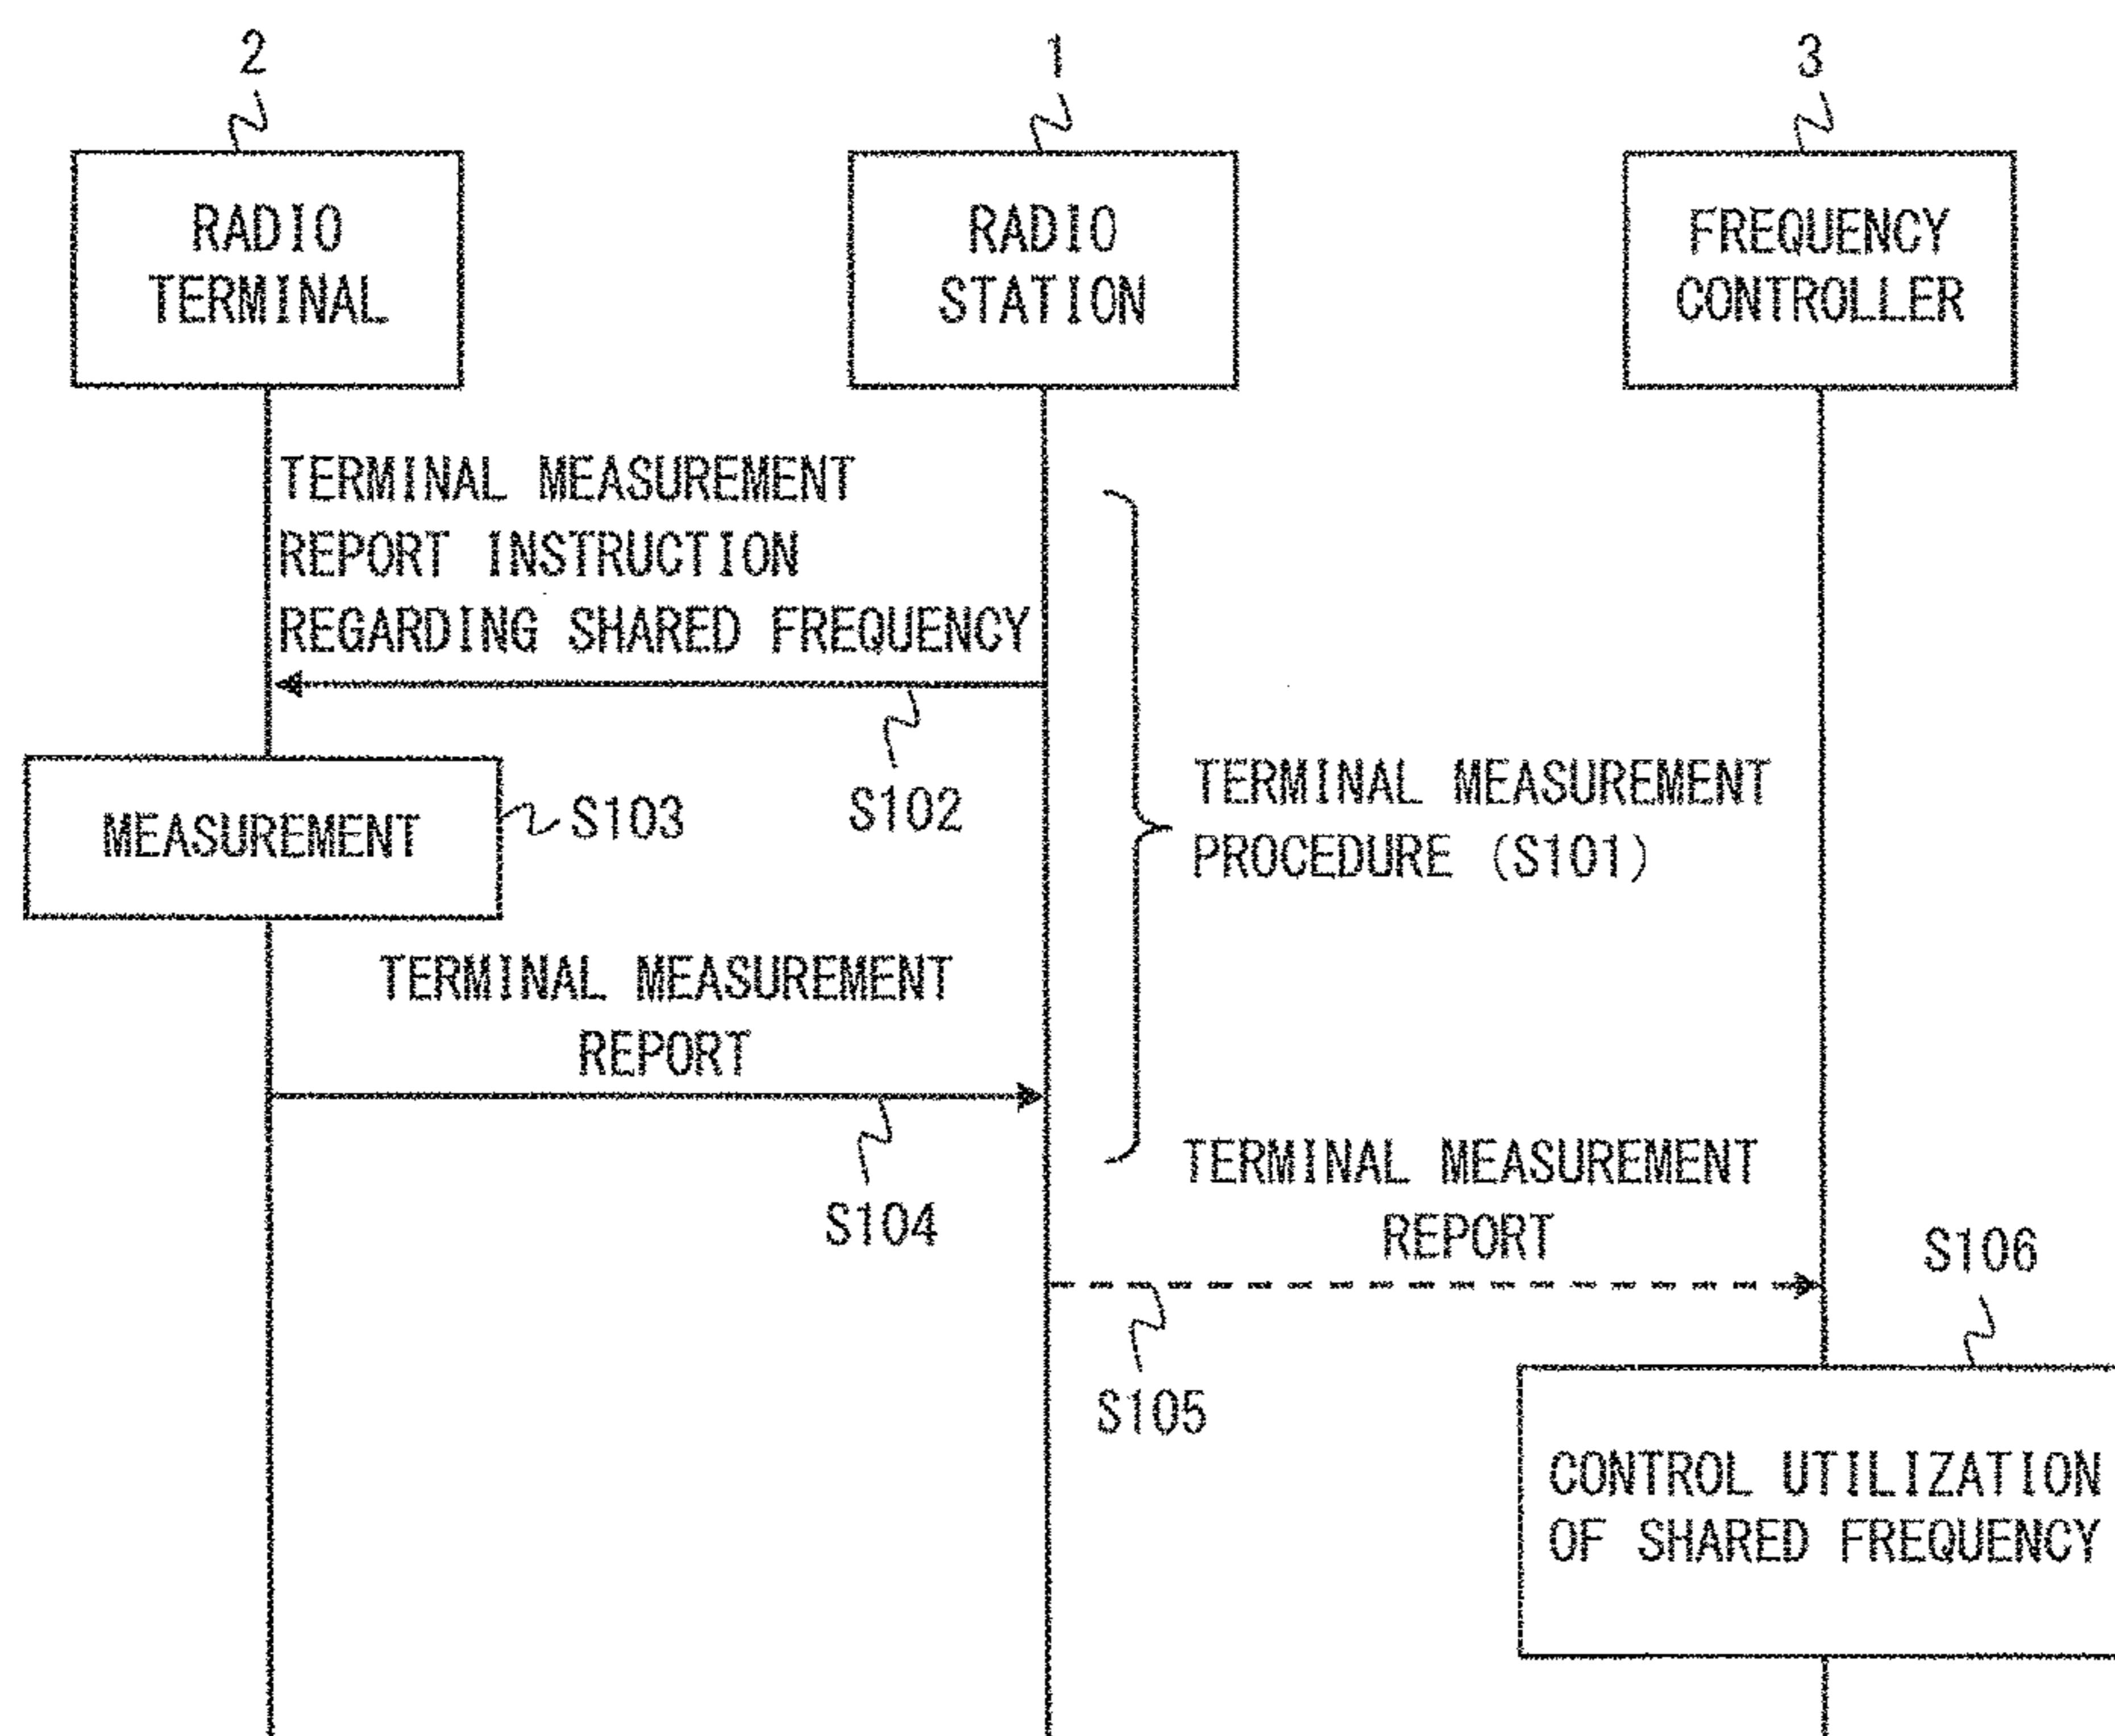 2
1
3
RADIO
TERMINAL
RADIO
STATION
FREQUENCY
CONTROLLER
TERMINAL MEASUREMENT
REPORT INSTRUCTION
REGARDING SHARED FREQUENCY
S102
MEASUREMENT
S103
TERMINAL MEASUREMENT
PROCEDURE (S101)
TERMINAL MEASUREMENT
REPORT
S104
TERMINAL MEASUREMENT
REPORT
S105
S106
CONTROL UTILIZATION
OF SHARED FREQUENCY